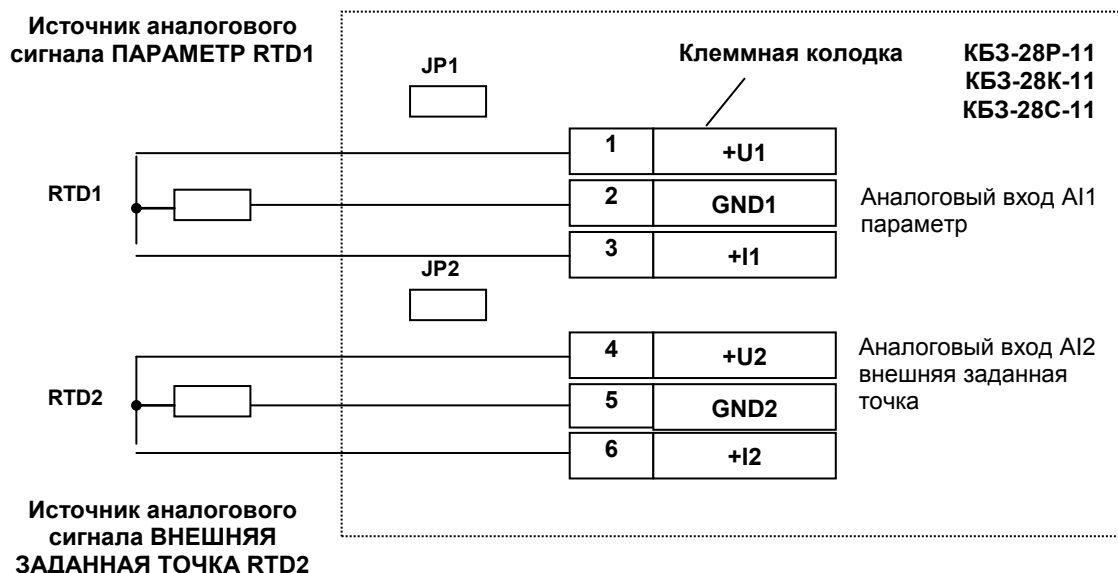 Источник аналогового
сигнала ПАРАМЕТР RTD1
JP1
Клеммная колодка
КБЗ-28Р-11
КБЗ-28К-11
КБЗ-28С-11
1 +U1
RTD1
2 GND1
Аналоговый вход AI1
параметр
3 +I1
JP2
4 +U2
Аналоговый вход AI2
внешняя заданная
точка
RTD2
5 GND2
6 +I2
Источник аналогового
сигнала ВНЕШНЯЯ
ЗАДАННАЯ ТОЧКА RTD2